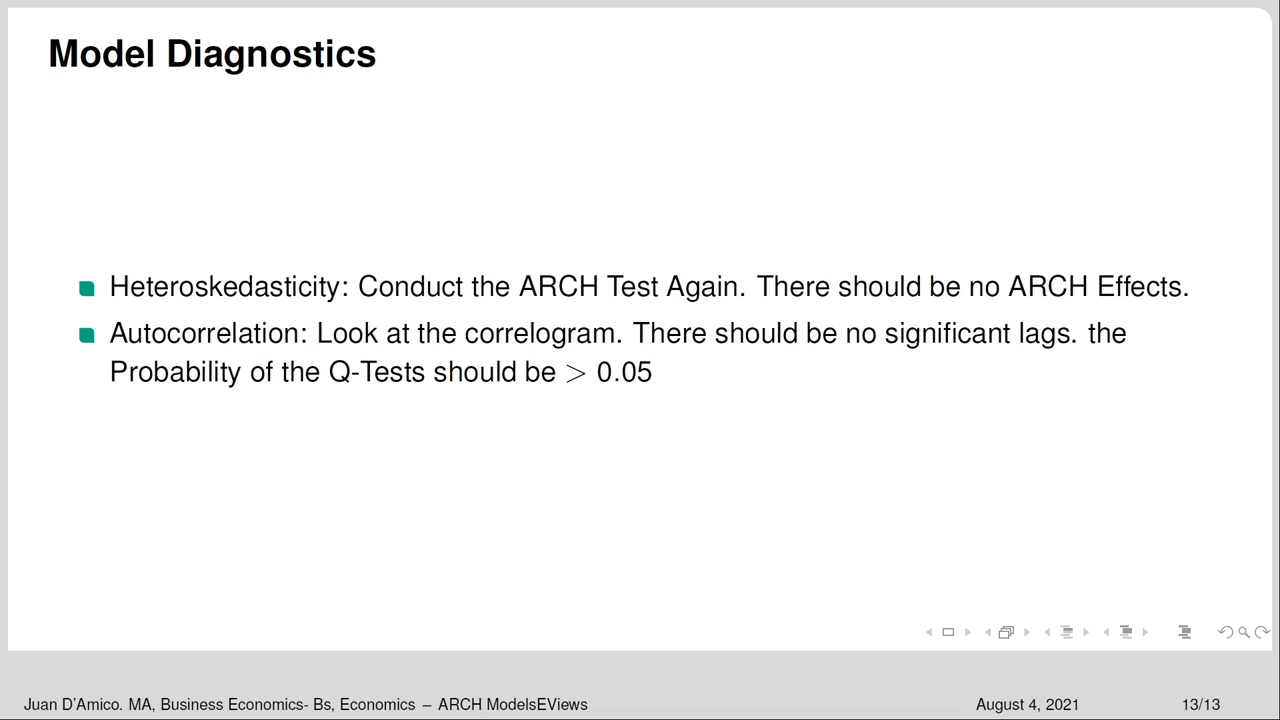 Model Diagnostics
Heteroskedasticity: Conduct the ARCH Test Again. There should be no ARCH Effects.
Autocorrelation: Look at the correlogram. There should be no significant lags. the
Probability of the Q-Tests should be > 0.05
Juan D'Amico. MA, Business Economics- Bs, Economics – ARCH ModelsEViews August 4, 2021 13/13